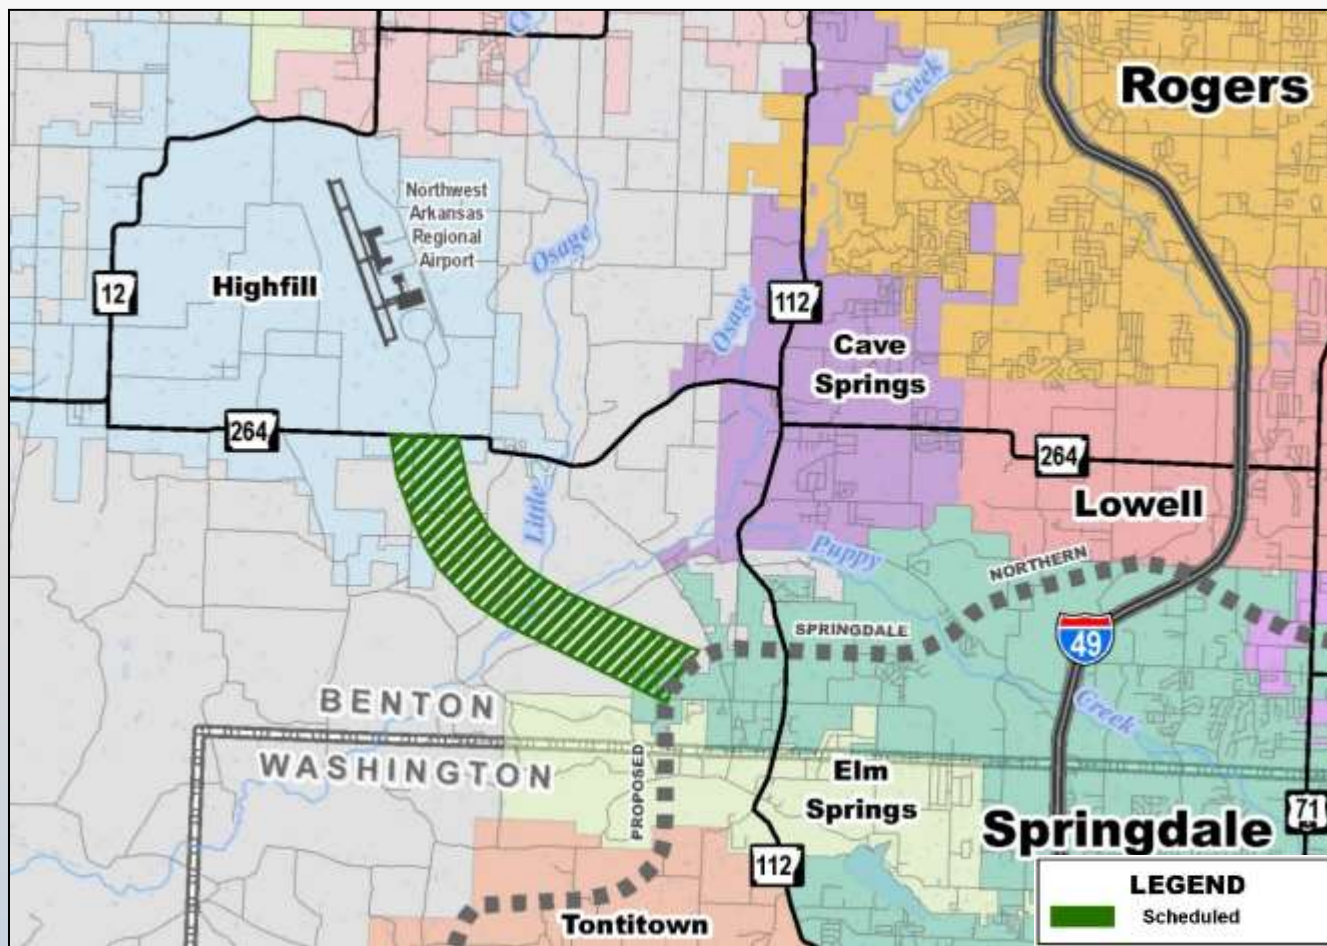 Cr
Rogers
Creek
Northwest
Arkansas
Regional
Airport
Osage
Highfill
12
112
Osage
Cave
Springs
264
264
Lowell
Little
Puppy
NORTHERN
SPRINGDALE
49
BENTON
Creek
WASHINGTON
PROPOSED
Elm
Springs
71
Springdale
112
LEGEND
Scheduled
Tontitown